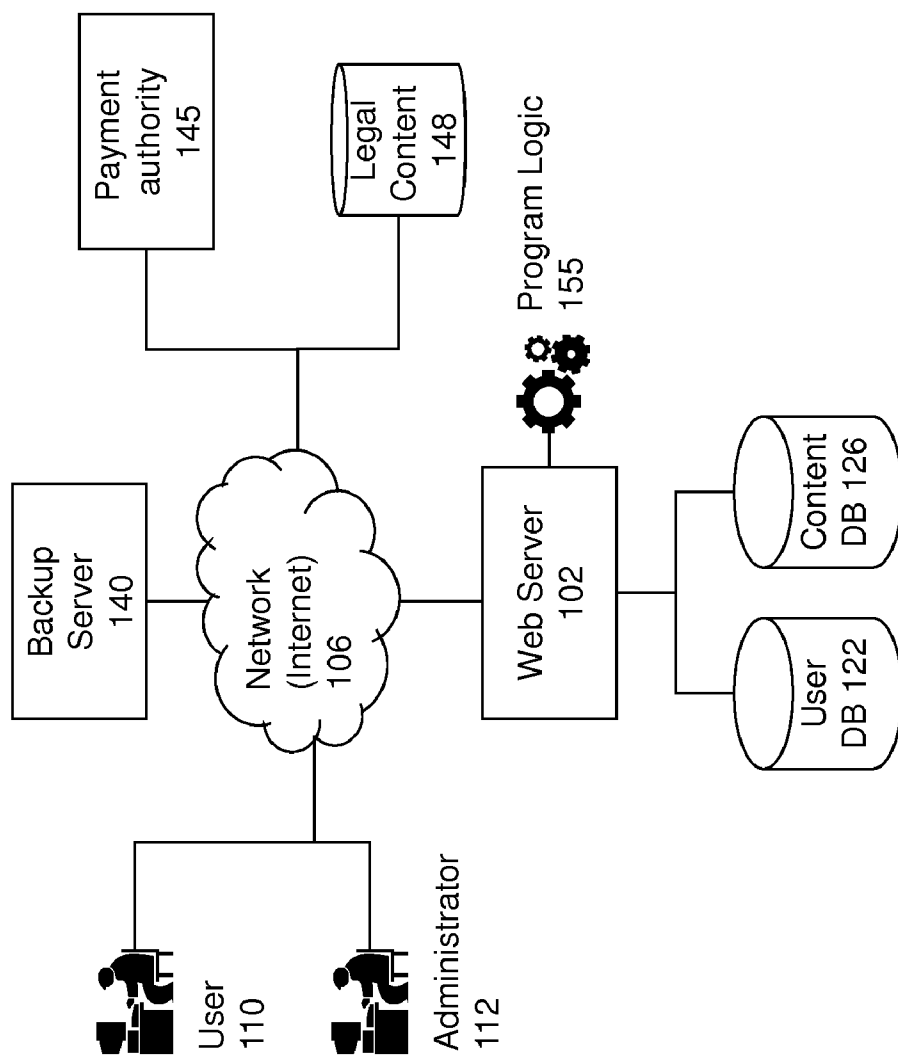 Backup
Server
140
Payment
authority
145
User
110
Network
(Internet)
106
Legal
Content
148
Administrator
112
Web Server
102
Program Logic
155
User
DB 122
Content
DB 126